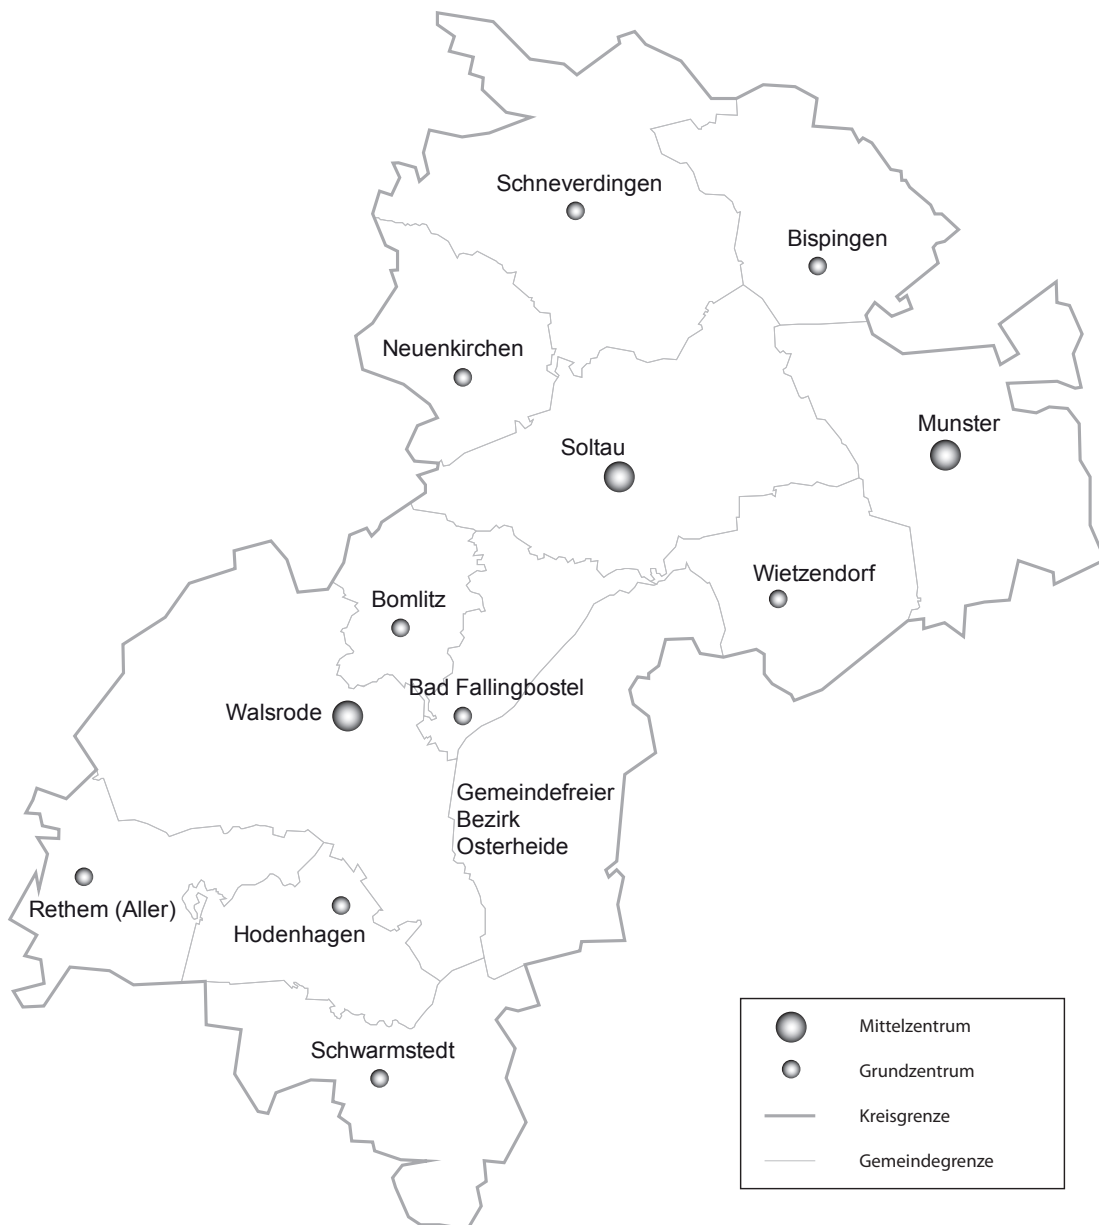 Schneverdingen
Bispingen
Neuenkirchen
Munster
Soltau
Wietzendorf
Bomlitz
Bad Fallingbostel
Walsrode
Gemeindefreier
Bezirk
Osterheide
Rethem (Aller)
Hodenhagen
Schwarmstedt
Mittelzentrum
Grundzentrum
Kreisgrenze
Gemeindegrenze